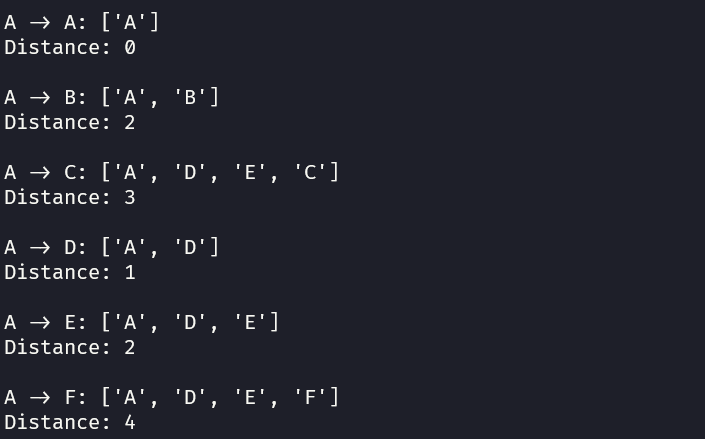 A → A: ['A']
Distance: 0
A → B: ['A', 'B']
Distance: 2
A → C: ['A', 'D', 'E', 'C']
Distance: 3
A → D: ['A', 'D']
Distance: 1
A → E: ['A', 'D', 'E']
Distance: 2
A → F: ['A', 'D', 'E', 'F']
Distance: 4